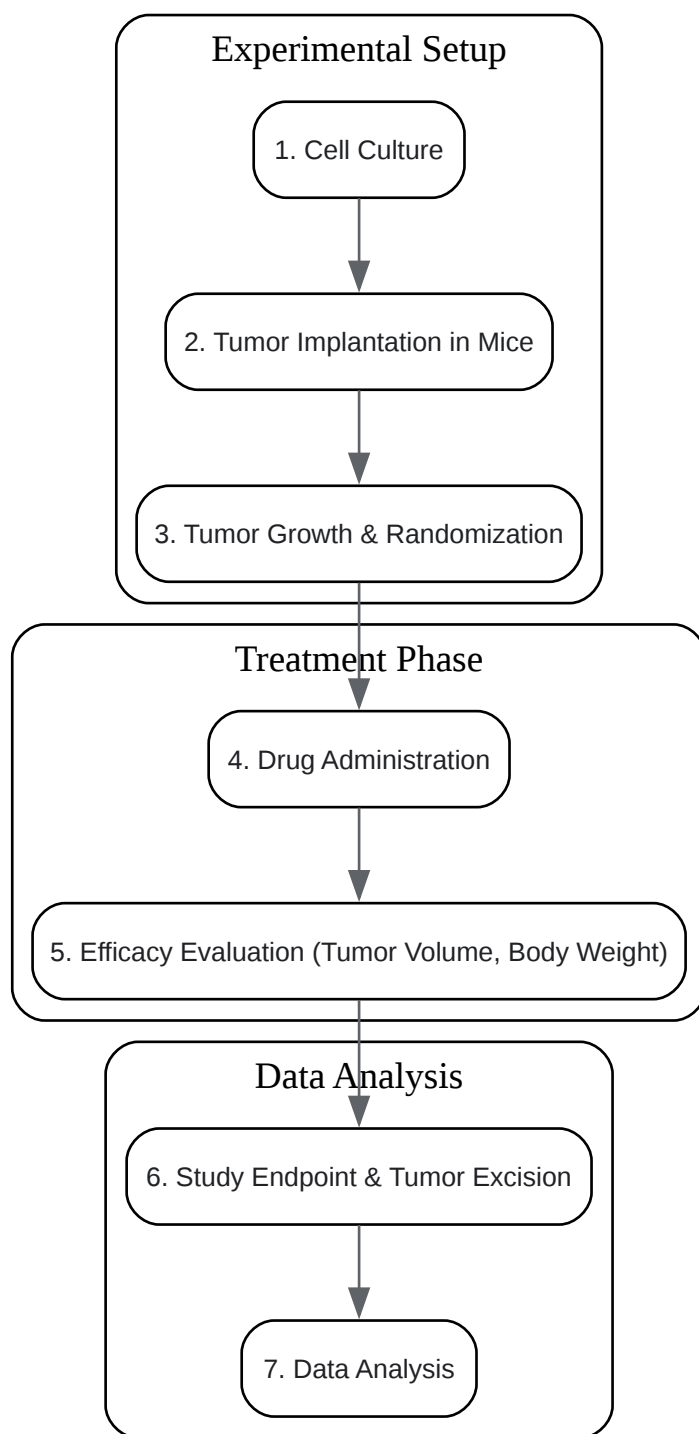 Experimental Setup
1. Cell Culture
2. Tumor Implantation in Mice
3. Tumor Growth & Randomization
Treatment Phase
4. Drug Administration
5. Efficacy Evaluation (Tumor Volume, Body Weight)
Data Analysis
6. Study Endpoint & Tumor Excision
7. Data Analysis